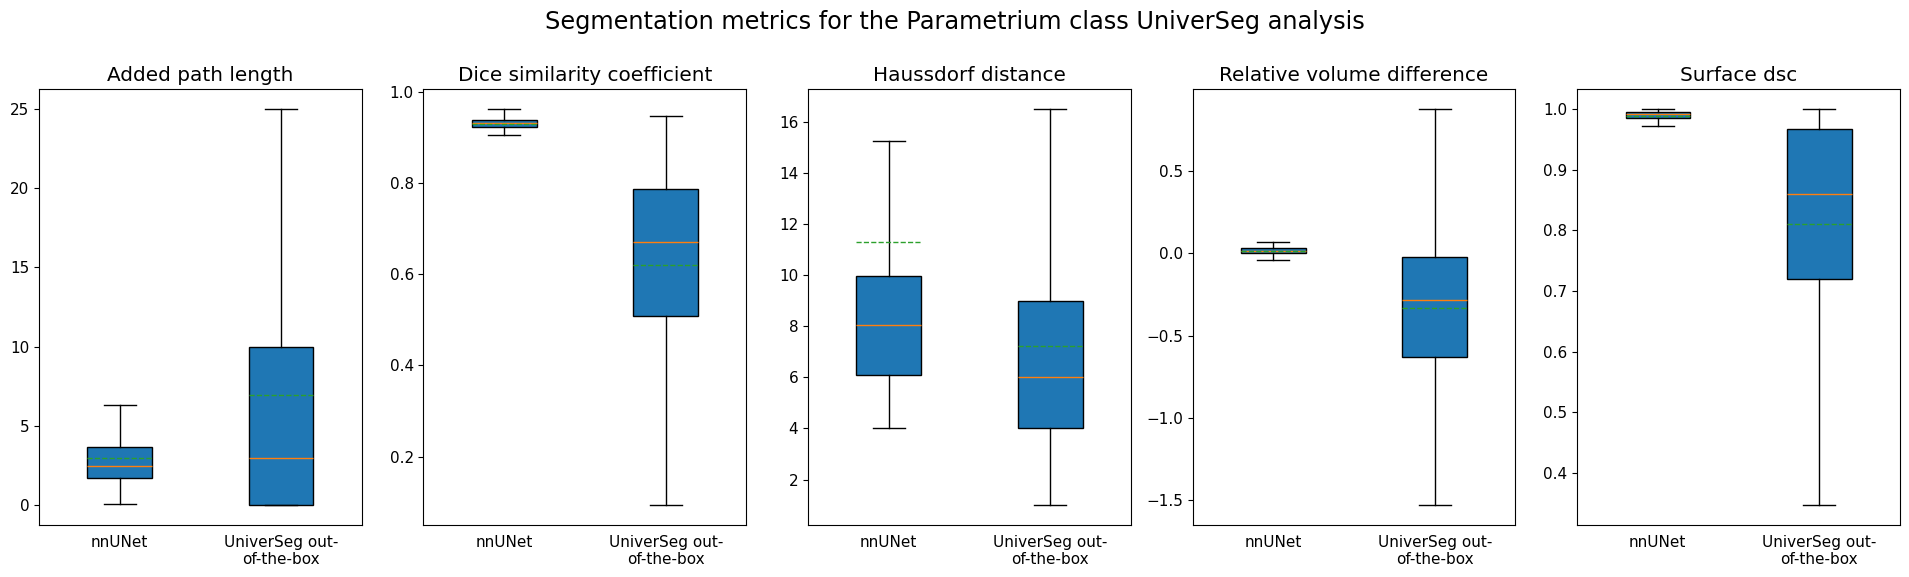 Segmentation metrics for the Parametrium class UniverSeg analysis
Added path length
25
20
15
10
5
0
nnUNet
UniverSeg out-
of-the-box
Dice similarity coefficient
1.0
0.8
0.6
0.4
0.2
nnUNet
UniverSeg out-
of-the-box
Haussdorf distance
16
14
12
10
8
6
4
2
nnUNet
UniverSeg out-
of-the-box
Relative volume difference
0.5
0.0
−0.5
−1.0
−1.5
nnUNet
UniverSeg out-
of-the-box
Surface dsc
1.0
0.9
0.8
0.7
0.6
0.5
0.4
nnUNet
UniverSeg out-
of-the-box